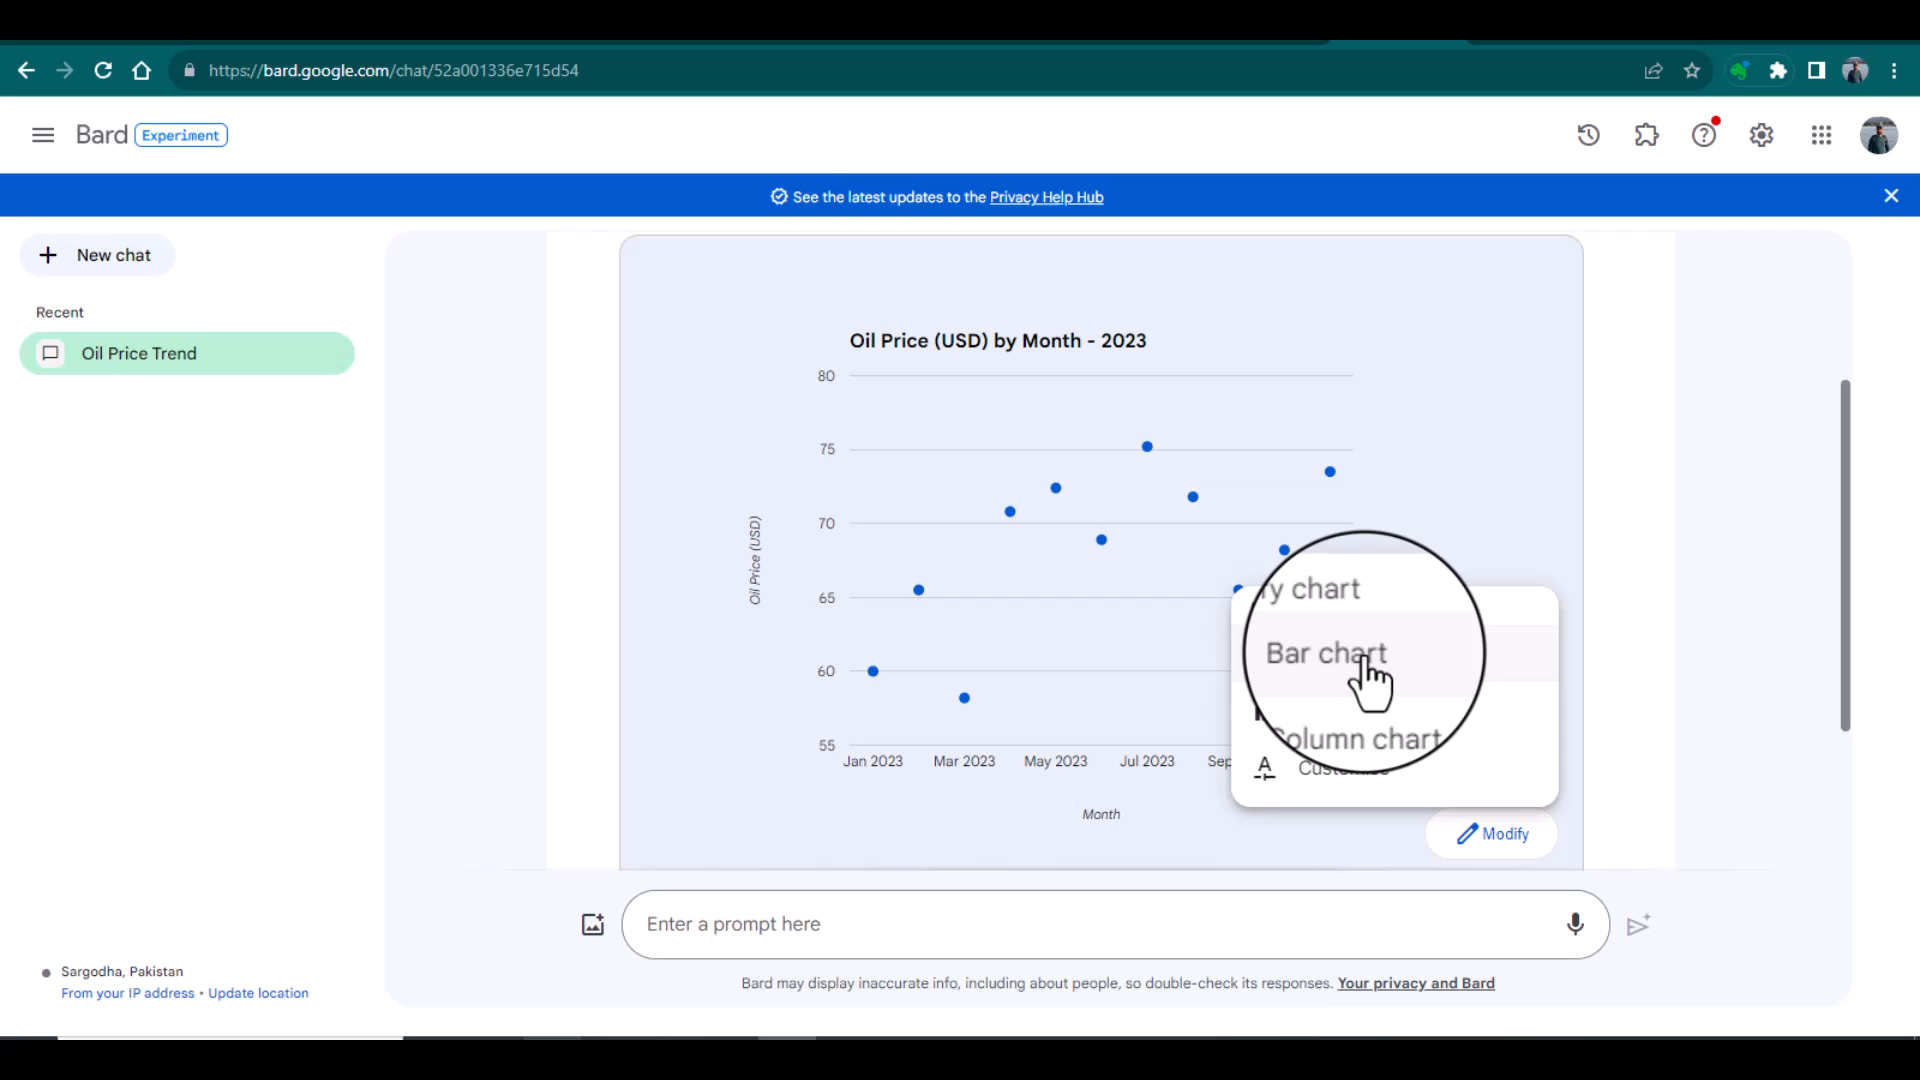 https://bard.google.com/chat/52a001336e715d54
Bard Experiment
See the latest updates to the Privacy Help Hub
New chat
Recent
Oil Price Trend
Oil Price (USD) by Month - 2023
80
75
70
65
60
55
Oil Price (USD)
Jan 2023 Mar 2023 May 2023 Jul 2023 Sep
Month
ry chart
Bar chart
Column chart
A
Modify
Enter a prompt here
Bard may display inaccurate info, including about people, so double-check its responses. Your privacy and Bard
Sargodha, Pakistan
From your IP address • Update location